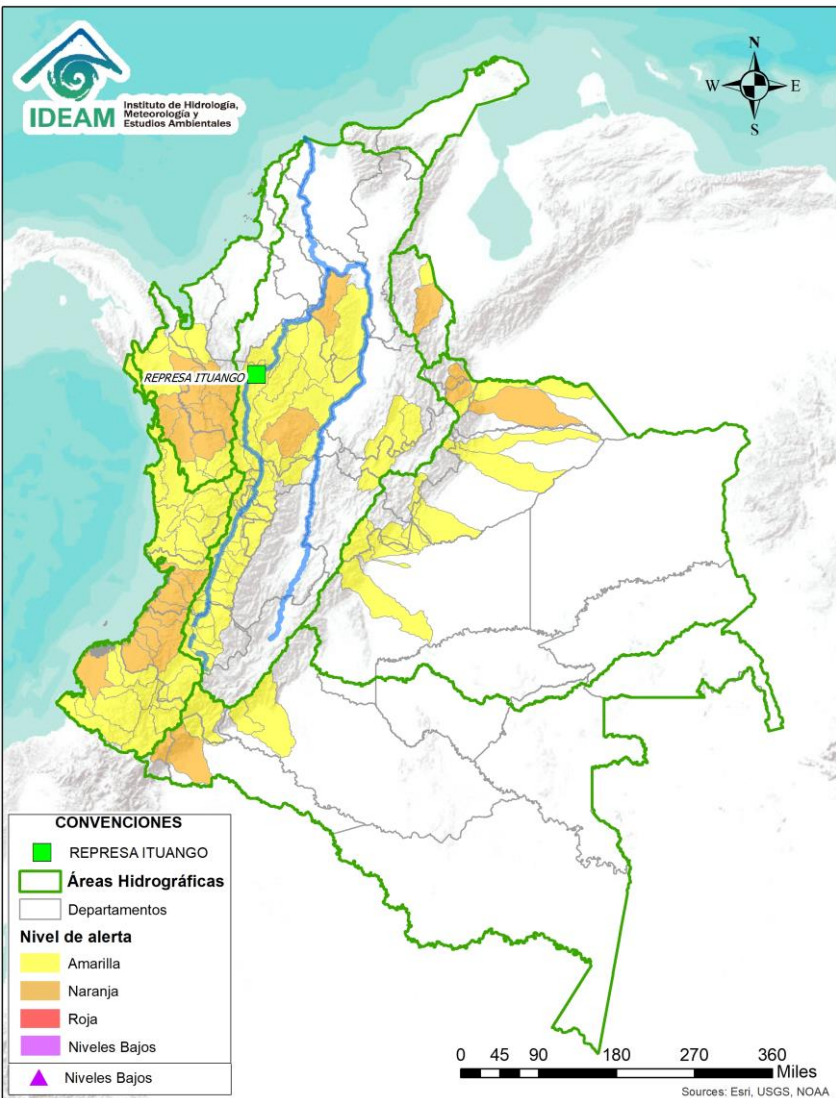 IDEAM
Instituto de Hidrología,
Meteorología y
Estudios Ambientales
N
W
E
S
REPRESA ITUANGO
CONVENCIONES
REPRESA ITUANGO
Áreas Hidrográficas
Departamentos
Nivel de alerta
Amarilla
Naranja
Roja
Niveles Bajos
Niveles Bajos
0 45 90 180 270 360
Miles
Sources: Esri, USGS, NOAA